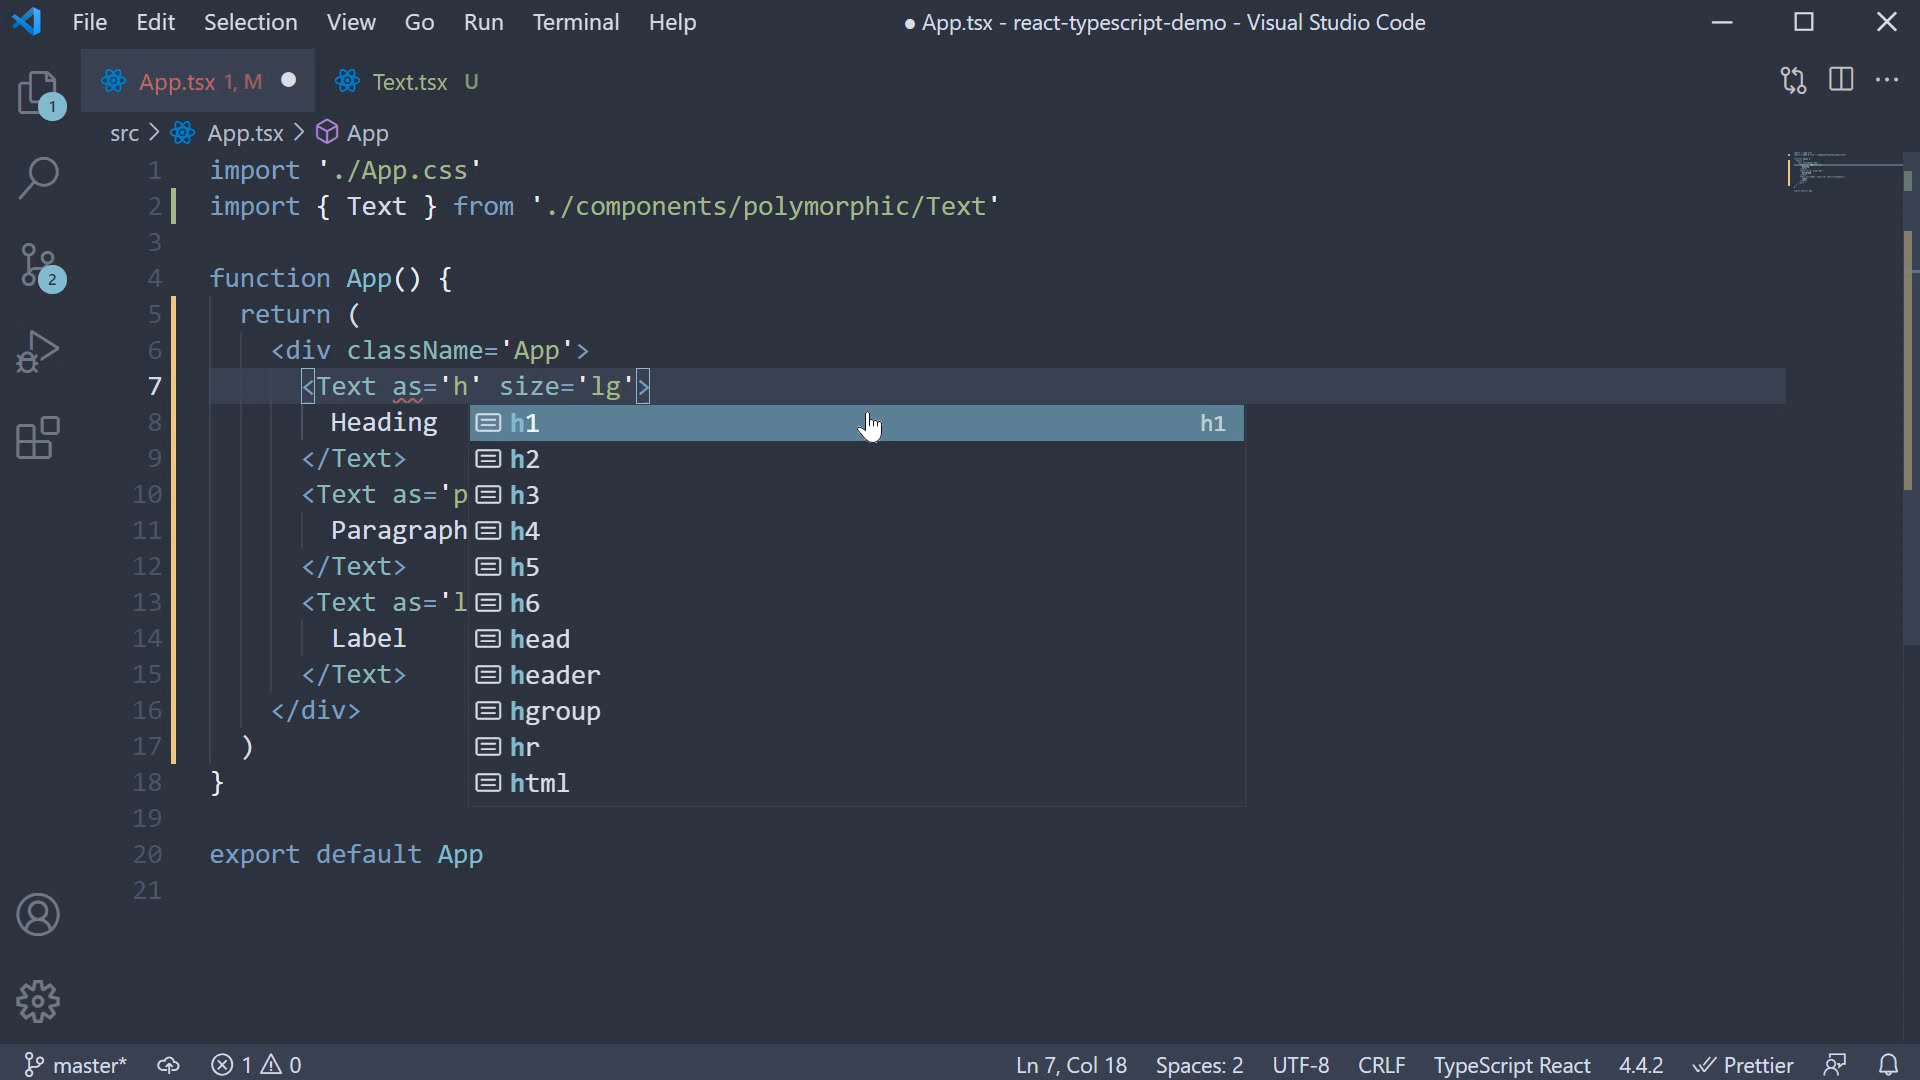 File Edit Selection View Go Run Terminal Help
● App.tsx - react-typescript-demo - Visual Studio Code
App.tsx 1, M
Text.tsx U
src > App.tsx > App
1
2
1 import './App.css'
2 import { Text } from './components/polymorphic/Text'
3
4 function App() {
5 return (
6 <div className='App'>
7 <Text as='h' size='lg'>
8 Heading
9 </Text>
10 <Text as='p
11 Paragraph
12 </Text>
13 <Text as='l
14 Label
15 </Text>
16 </div>
17 )
18 }
19
20 export default App
21
h1 h1
h2
h3
h4
h5
h6
head
header
hgroup
hr
html
master* 1 0 Ln 7, Col 18 Spaces: 2 UTF-8 CRLF TypeScript React 4.4.2 Prettier